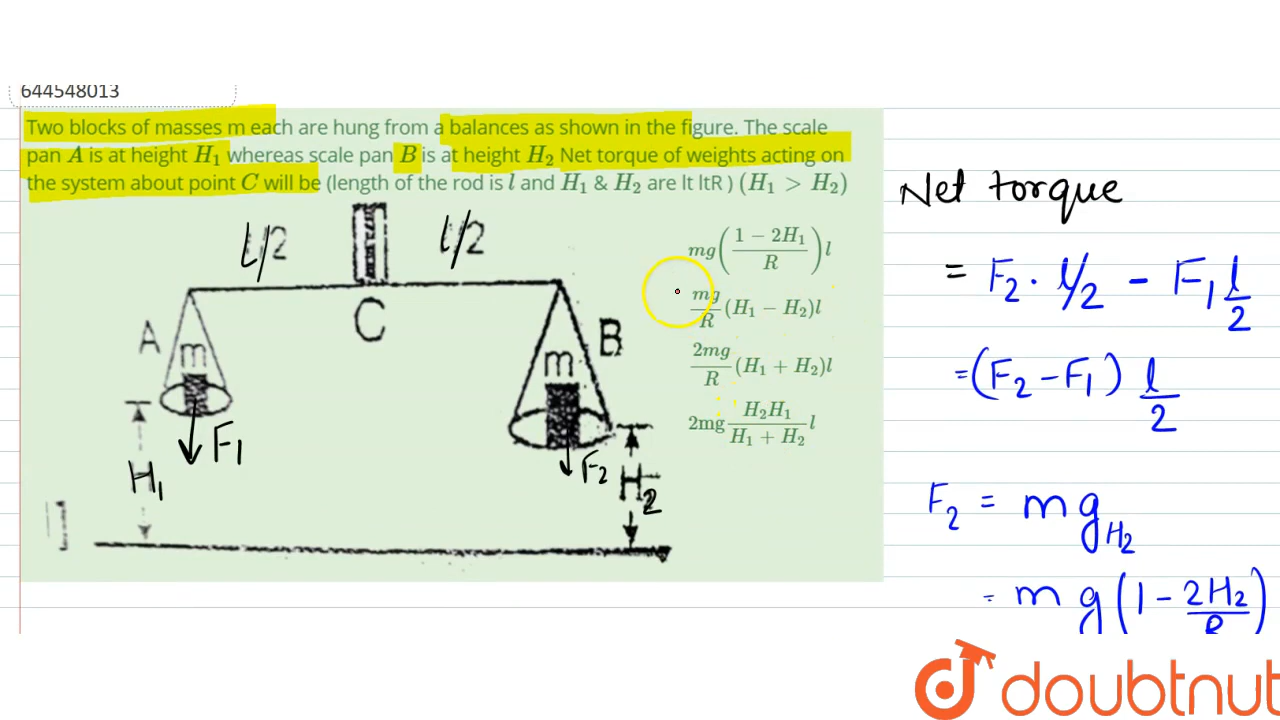 644548013
Two blocks of masses m each are hung from a balances as shown in the figure. The scale
pan A is at height H₁ whereas scale pan B is at height H₂ Net torque of weights acting on
the system about point C will be (length of the rod is l and H₁ & H₂ are lt ltR ) (H₁ > H₂)
l/2
l/2
C
A
m
F₁
H₁
B
m
F₂
H₂
mg((1 − 2H₁)/R)l
mg/R (H₁ − H₂)l
2mg/R (H₁ + H₂)l
2mg H₂H₁/(H₁ + H₂) l
Net torque
= F₂ · l/2 − F₁ l/2
= (F₂ − F₁) l/2
F₂ = mg_H₂
= mg(1 − 2H₂/R)
doubtnut